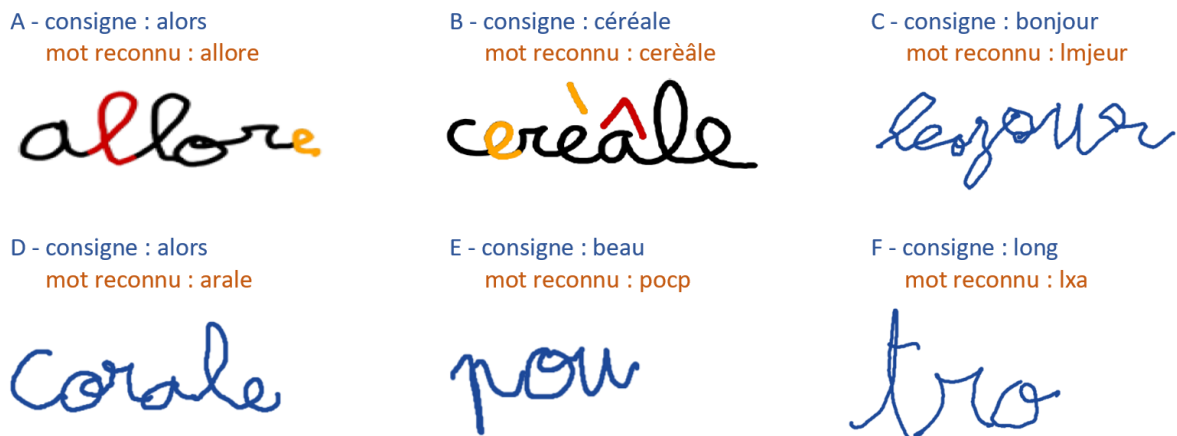 A - consigne : alors
mot reconnu : allore
allore
B - consigne : céréale
mot reconnu : cerèâle
cerèâle
C - consigne : bonjour
mot reconnu : lmjeur
leojour
D - consigne : alors
mot reconnu : arale
corale
E - consigne : beau
mot reconnu : pocp
pou
F - consigne : long
mot reconnu : lxa
tro